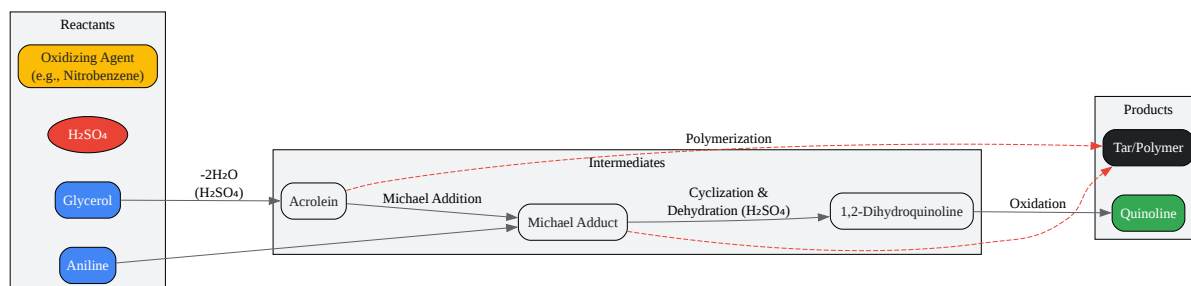 Reactants
Oxidizing Agent
(e.g., Nitrobenzene)
H₂SO₄
Glycerol
Aniline
-2H₂O
(H₂SO₄)
Intermediates
Acrolein
Michael Addition
Michael Adduct
Cyclization &
Dehydration (H₂SO₄)
1,2-Dihydroquinoline
Polymerization
Oxidation
Products
Tar/Polymer
Quinoline